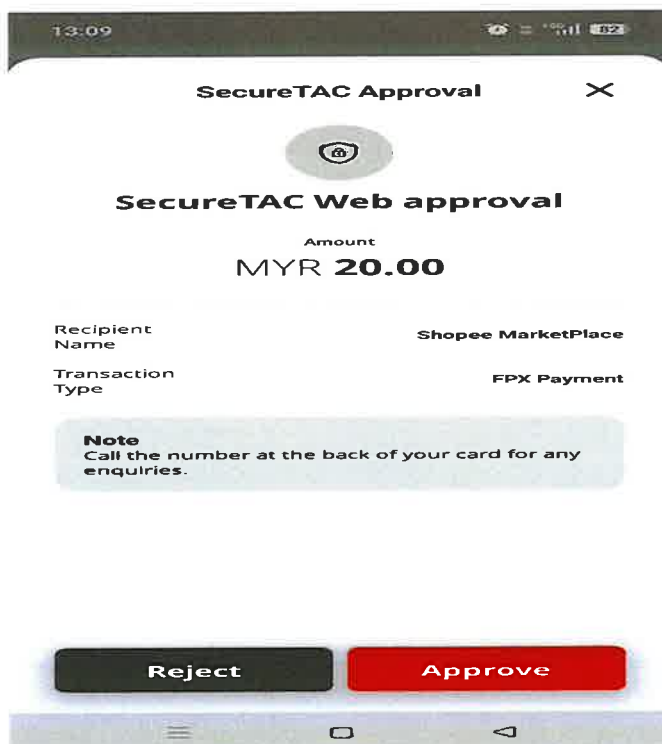 13:09
82
SecureTAC Approval
SecureTAC Web approval
Amount
MYR 20.00
Recipient
Name
Shopee MarketPlace
Transaction
Type
FPX Payment
Note
Call the number at the back of your card for any
enquiries.
Reject
Approve